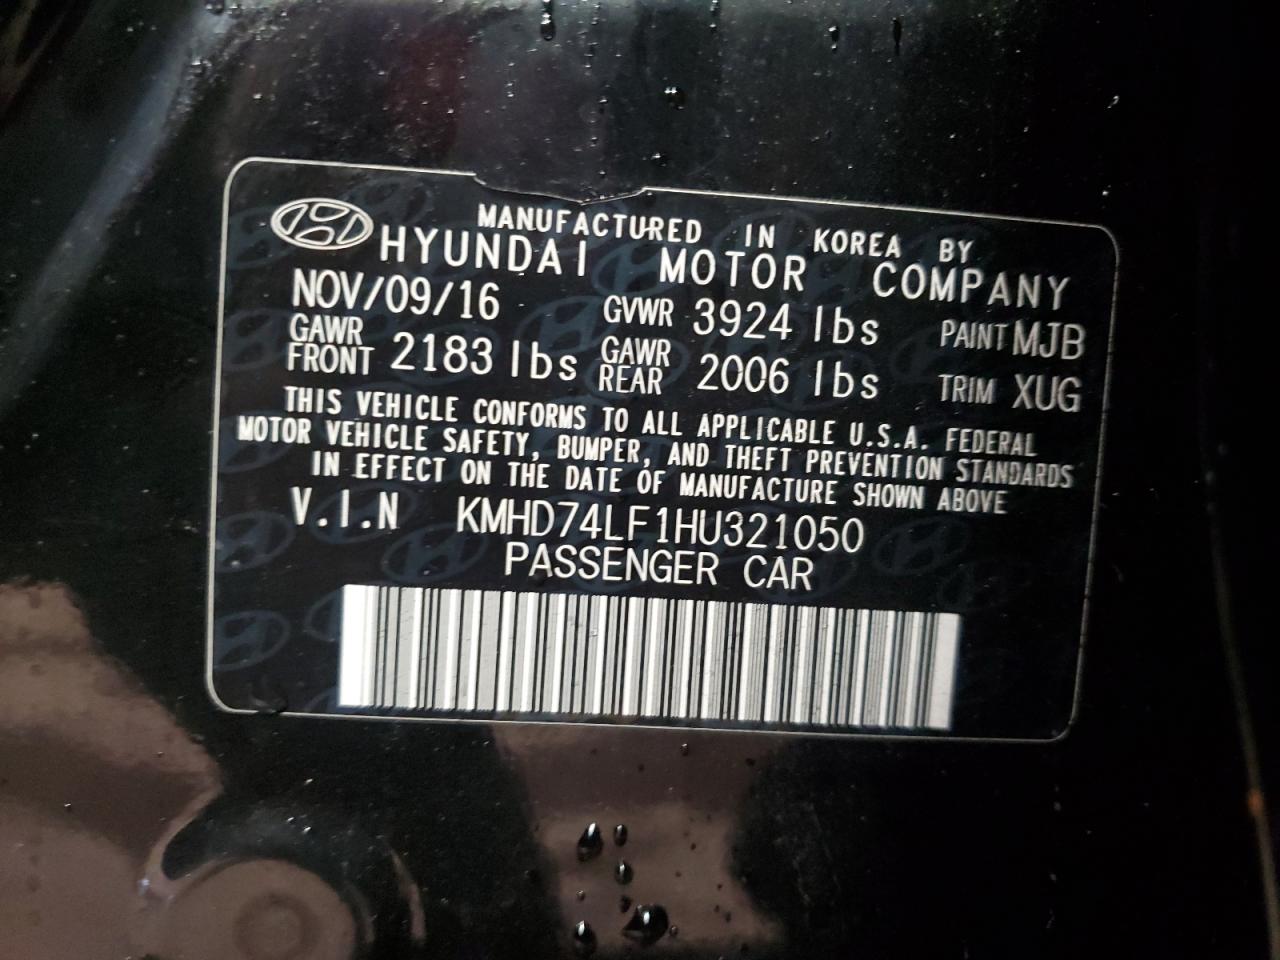 MANUFACTURED IN KOREA BY
HYUNDAI MOTOR COMPANY
NOV/09/16 GVWR 3924 lbs PAINT MJB
GAWR FRONT 2183 lbs GAWR REAR 2006 lbs TRIM XUG
THIS VEHICLE CONFORMS TO ALL APPLICABLE U.S.A. FEDERAL
MOTOR VEHICLE SAFETY, BUMPER, AND THEFT PREVENTION STANDARDS
IN EFFECT ON THE DATE OF MANUFACTURE SHOWN ABOVE
V.I.N KMHD74LF1HU321050
PASSENGER CAR